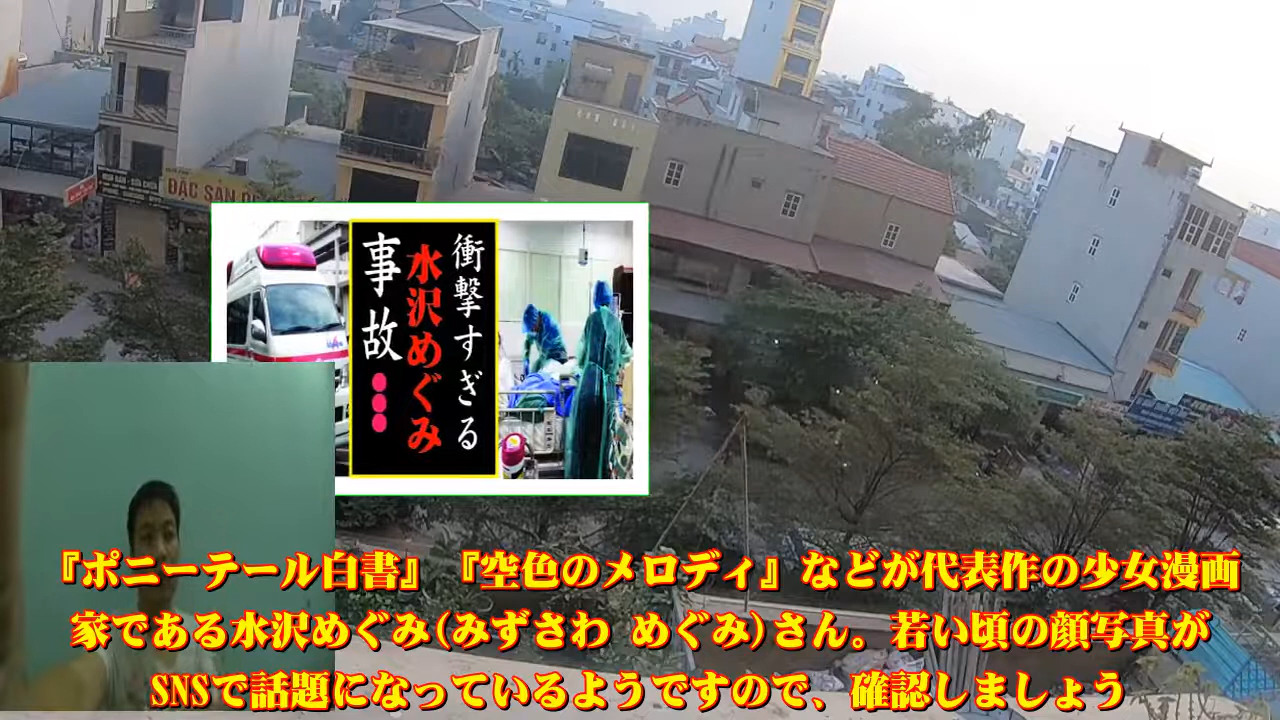 ĐẶC SẢN
衝撃すぎる
水沢めぐみ
事故●●●
『ポニーテール白書』『空色のメロディ』などが代表作の少女漫画
家である水沢めぐみ(みずさわ めぐみ)さん。若い頃の顔写真が
SNSで話題になっているようですので、確認しましょう